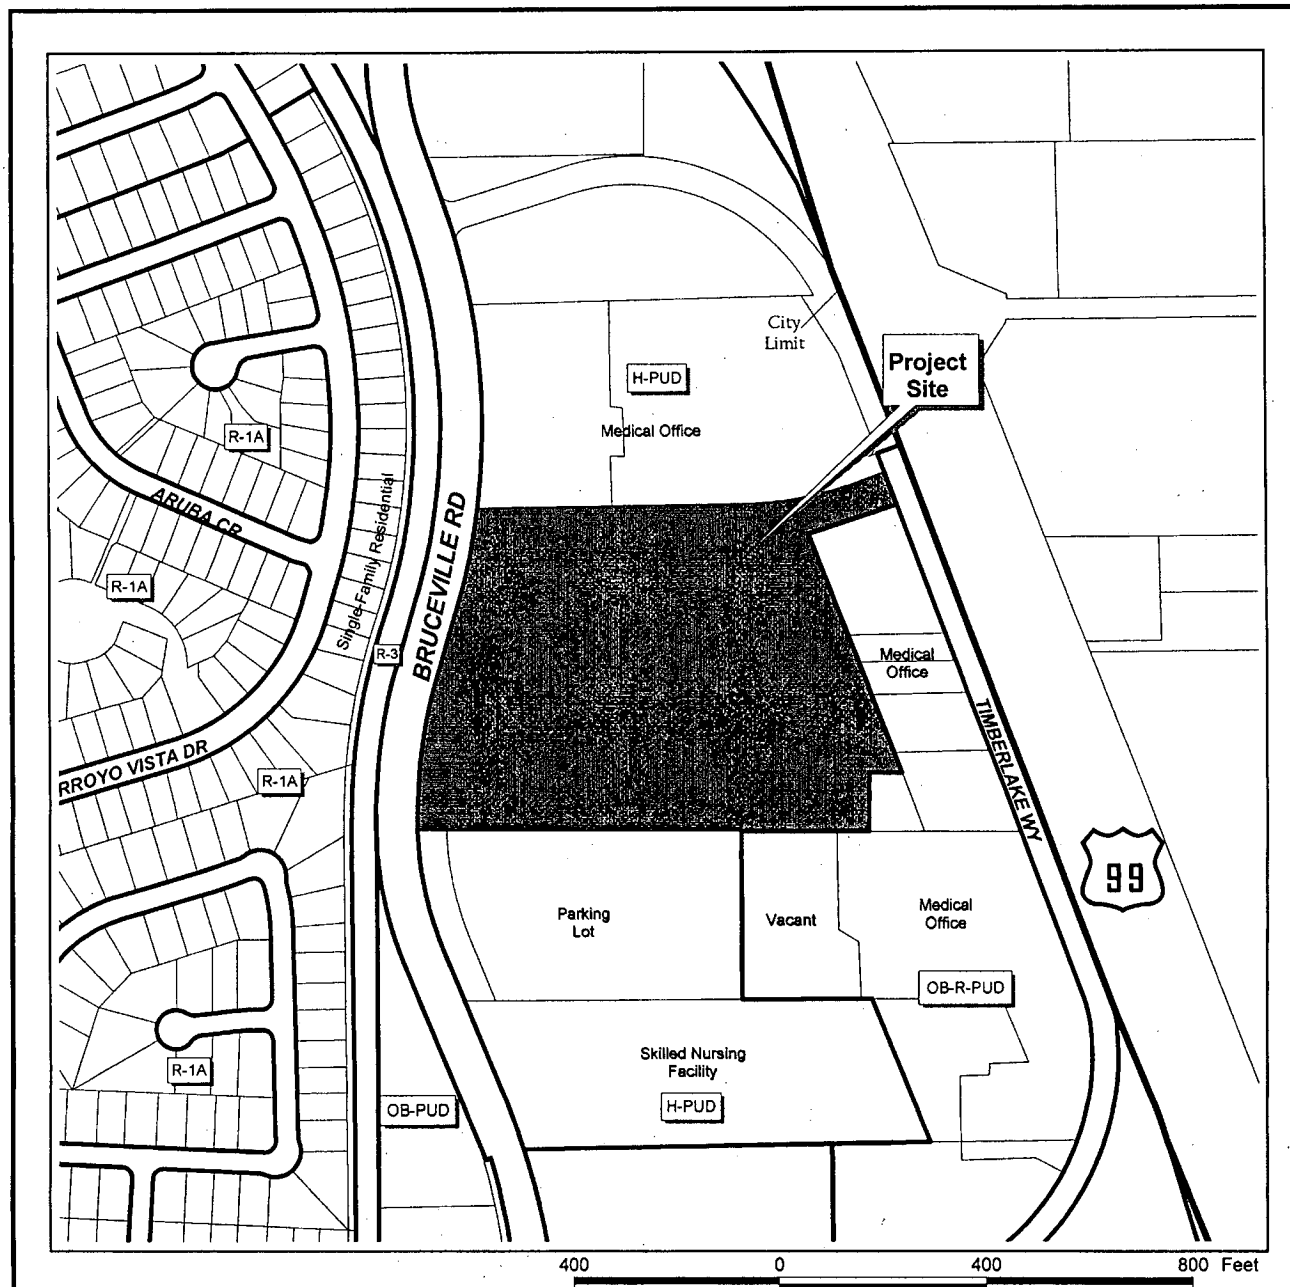 City
Limit
Project
Site
H-PUD
Medical Office
R-1A
ARUBA CR
Single-Family Residential
BRUCEVILLE RD
R-1A
R-3
Medical
Office
TIMBERLAKE WY
RROYO VISTA DR
R-1A
99
Parking
Lot
Vacant
Medical
Office
OB-R-PUD
Skilled Nursing
Facility
R-1A
OB-PUD
H-PUD
400 0 400 800 Feet